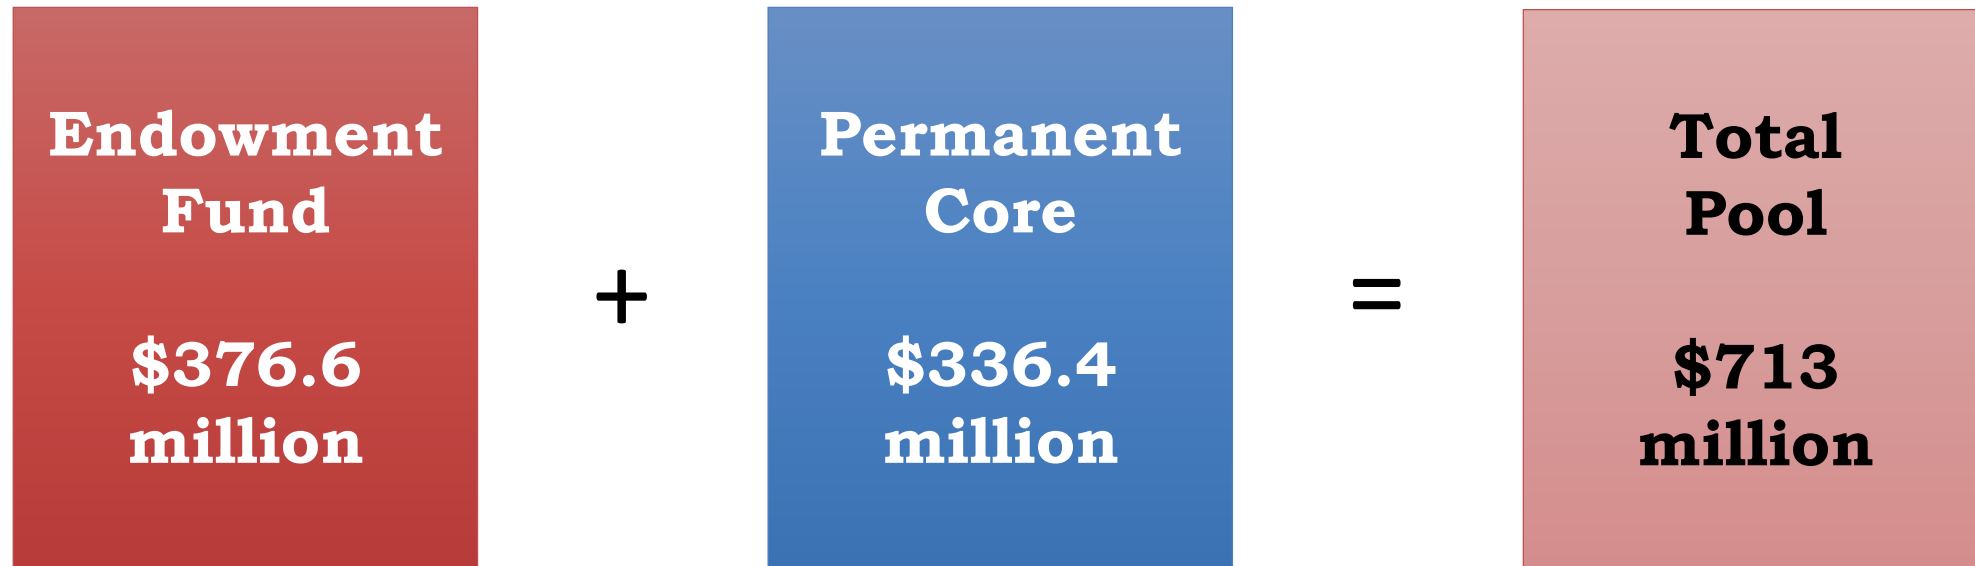 Endowment
Fund
$376.6
million
+
Permanent
Core
$336.4
million
=
Total
Pool
$713
million